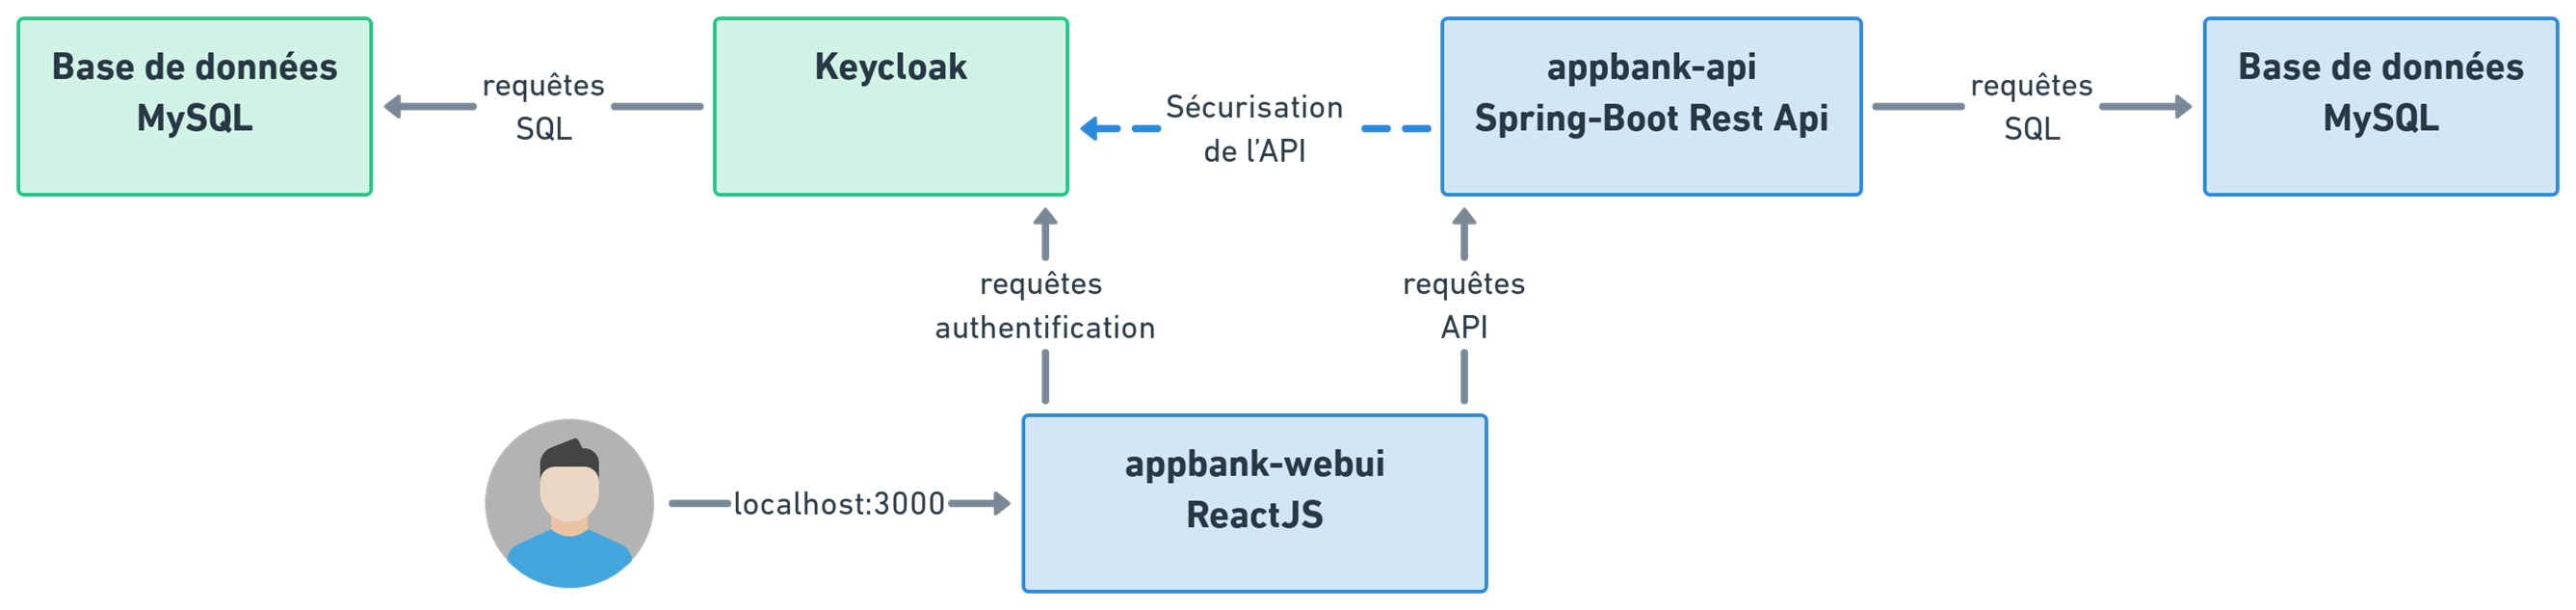 Base de données
MySQL
requêtes
SQL
Keycloak
Sécurisation
de l'API
appbank-api
Spring-Boot Rest Api
requêtes
SQL
Base de données
MySQL
requêtes
authentification
requêtes
API
localhost:3000
appbank-webui
ReactJS